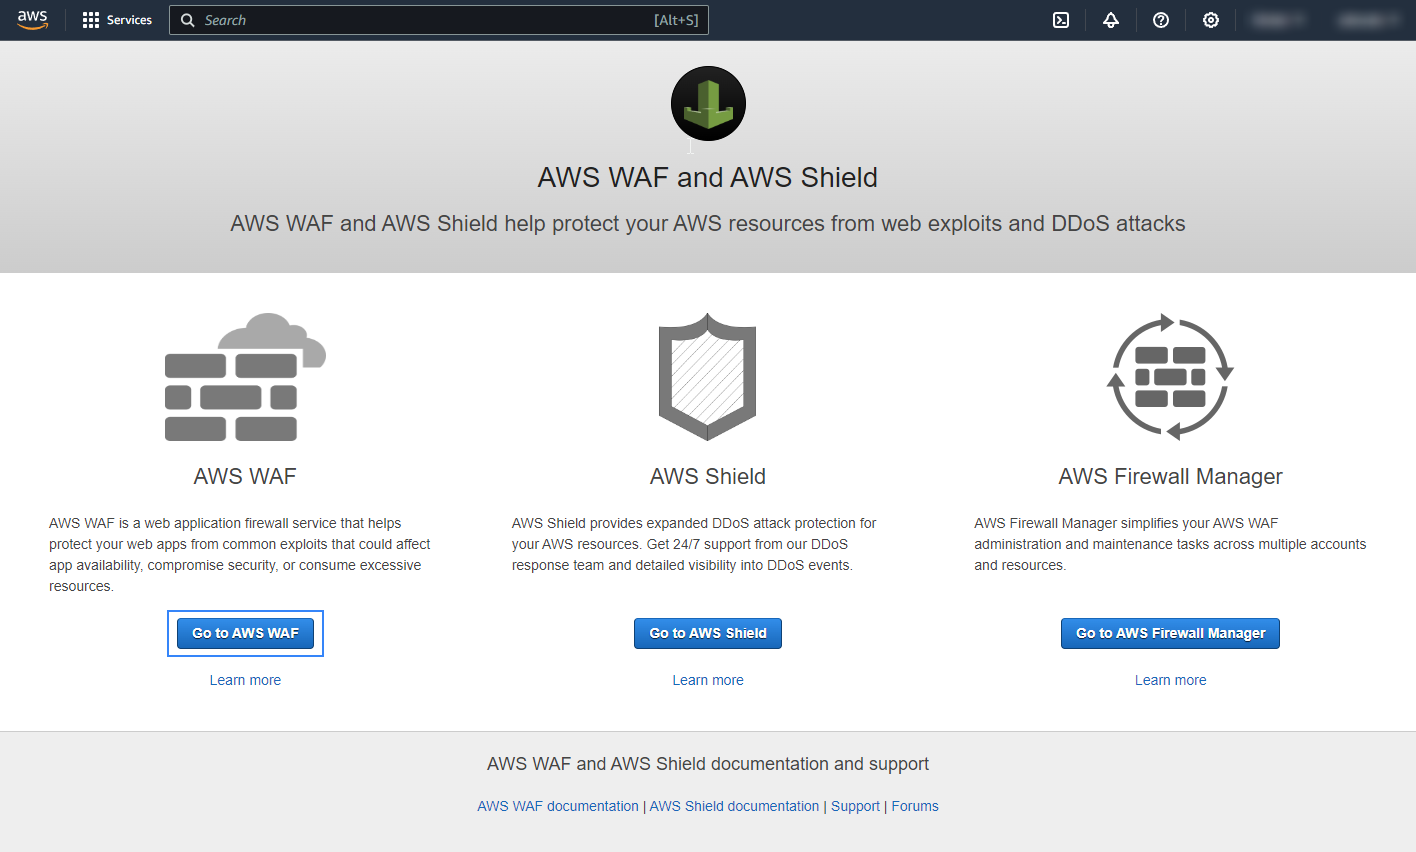 aws Services Search [Alt+S]
AWS WAF and AWS Shield
AWS WAF and AWS Shield help protect your AWS resources from web exploits and DDoS attacks
AWS WAF
AWS WAF is a web application firewall service that helps
protect your web apps from common exploits that could affect
app availability, compromise security, or consume excessive
resources.
Go to AWS WAF
Learn more
AWS Shield
AWS Shield provides expanded DDoS attack protection for
your AWS resources. Get 24/7 support from our DDoS
response team and detailed visibility into DDoS events.
Go to AWS Shield
Learn more
AWS Firewall Manager
AWS Firewall Manager simplifies your AWS WAF
administration and maintenance tasks across multiple accounts
and resources.
Go to AWS Firewall Manager
Learn more
AWS WAF and AWS Shield documentation and support
AWS WAF documentation | AWS Shield documentation | Support | Forums